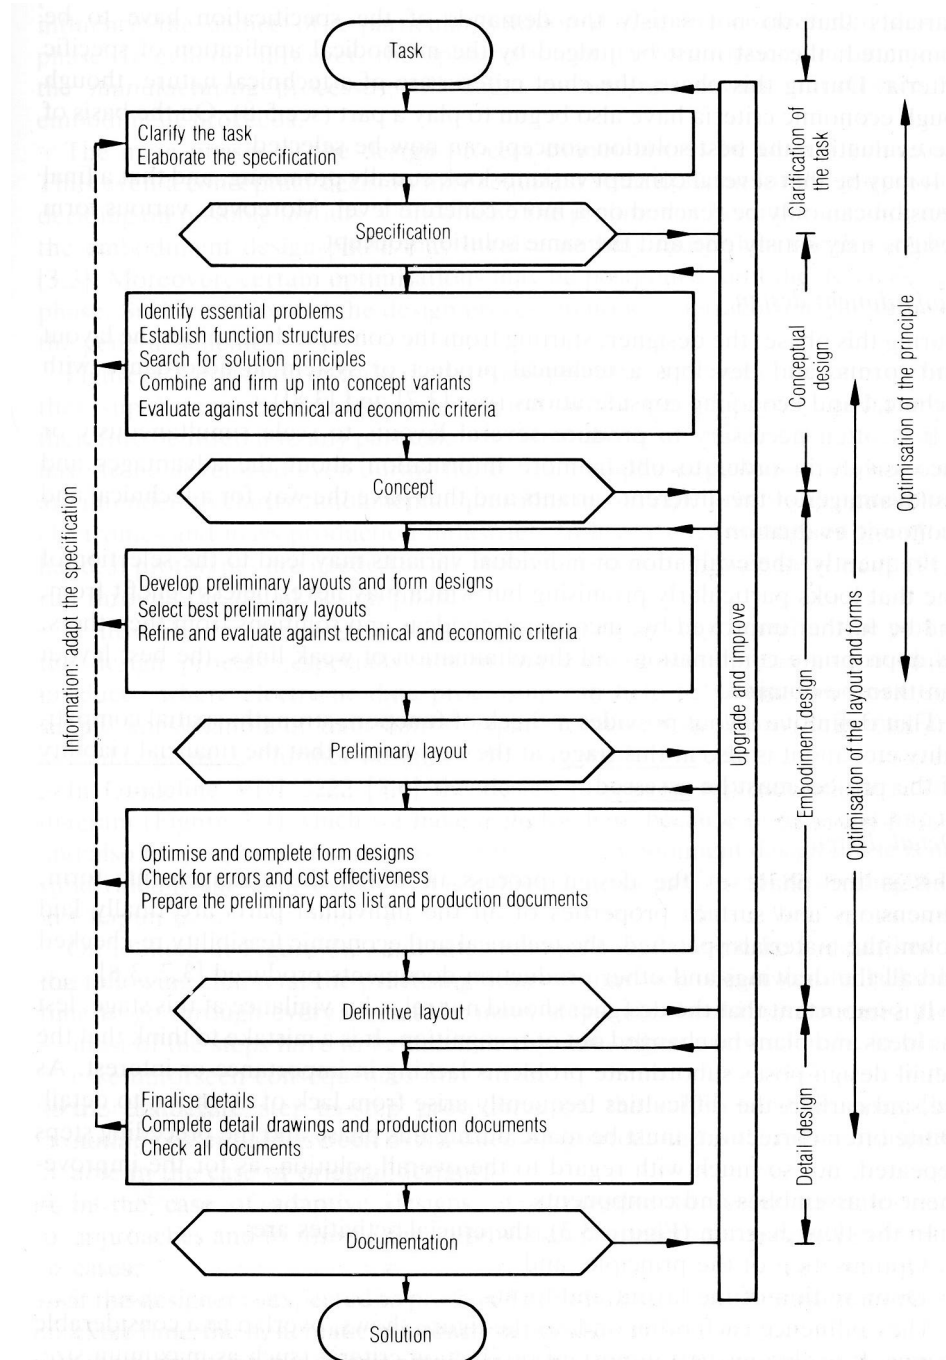 Task
Clarify the task
Elaborate the specification
Specification
Identify essential problems
Establish function structures
Search for solution principles
Combine and firm up into concept variants
Evaluate against technical and economic criteria
Concept
Develop preliminary layouts and form designs
Select best preliminary layouts
Refine and evaluate against technical and economic criteria
Preliminary layout
Optimise and complete form designs
Check for errors and cost effectiveness
Prepare the preliminary parts list and production documents
Definitive layout
Finalise details
Complete detail drawings and production documents
Check all documents
Documentation
Solution
Information adapt the specification
Upgrade and improve
Clarification of
the task
Conceptual
design
Embodiment design
Detail design
Optimisation of the layout and forms
Optimisation of the principle